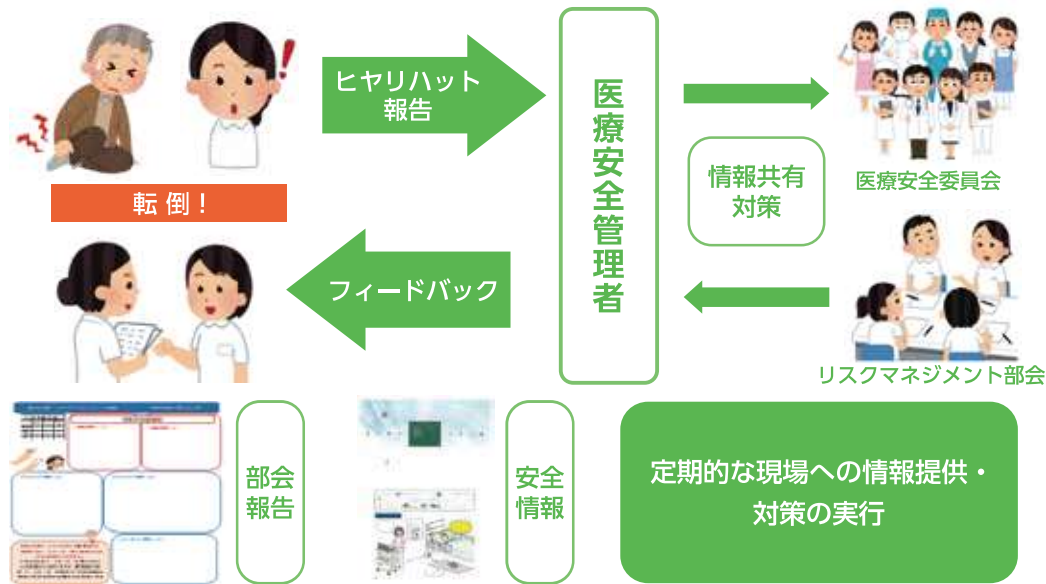 ヒヤリハット
報告
転 倒！
フィードバック
医療安全管理者
情報共有
対策
医療安全委員会
リスクマネジメント部会
部会
報告
安全
情報
定期的な現場への情報提供・
対策の実行